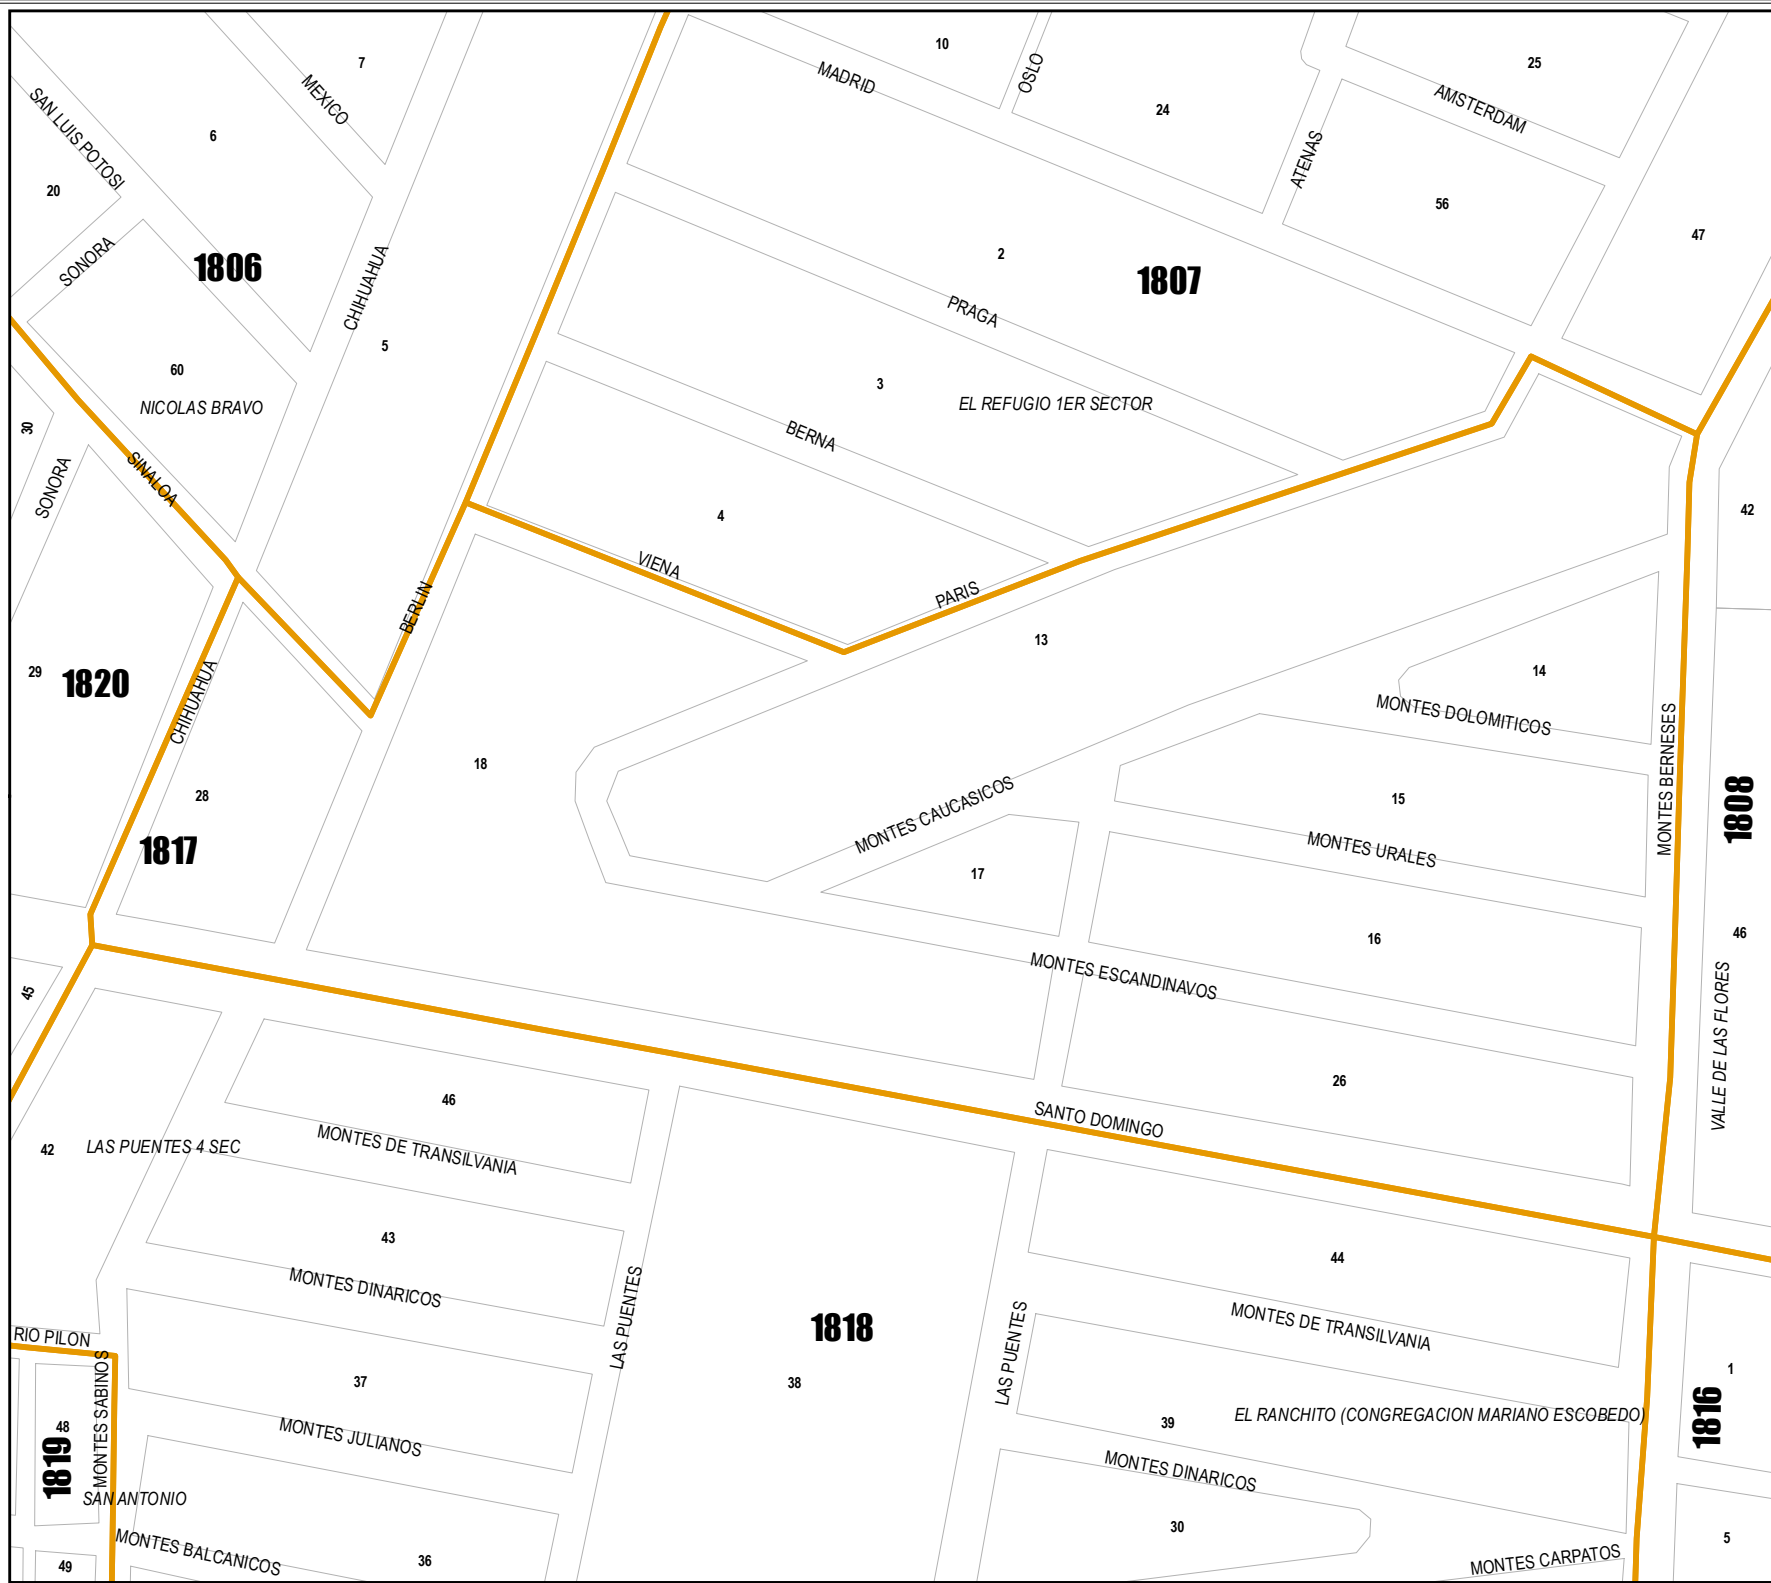 10
7
25
MEXICO
MADRID
OSLO
24
AMSTERDAM
SAN LUIS POTOSI
6
ATENAS
20
56
47
SONORA
1806
2
1807
CHIHUAHUA
PRAGA
5
60
3
NICOLAS BRAVO
EL REFUGIO 1ER SECTOR
30
BERNA
SONORA
SINALOA
4
42
VIENA
PARIS
BERLIN
13
29
1820
14
CHIHUAHUA
MONTES DOLOMITICOS
MONTES BERNESES
18
28
15
1808
MONTES CAUCASICOS
1817
MONTES URALES
17
16
46
45
MONTES ESCANDINAVOS
VALLE DE LAS FLORES
26
46
SANTO DOMINGO
MONTES DE TRANSILVANIA
42
LAS PUENTES 4 SEC
43
44
MONTES DINARICOS
LAS PUENTES
RIO PILON
1818
LAS PUENTES
MONTES DE TRANSILVANIA
1
37
38
MONTES SABINOS
48
39
EL RANCHITO (CONGREGACION MARIANO ESCOBEDO)
1816
MONTES JULIANOS
1819
MONTES DINARICOS
SAN ANTONIO
30
5
MONTES BALCANICOS
36
MONTES CARPATOS
49